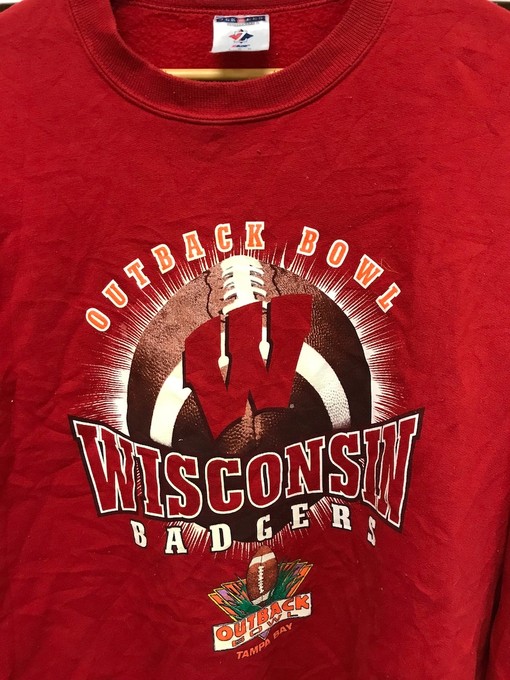 OUTBACK BOWL
W
WISCONSIN
BADGERS
OUTBACK
BOWL
TAMPA BAY